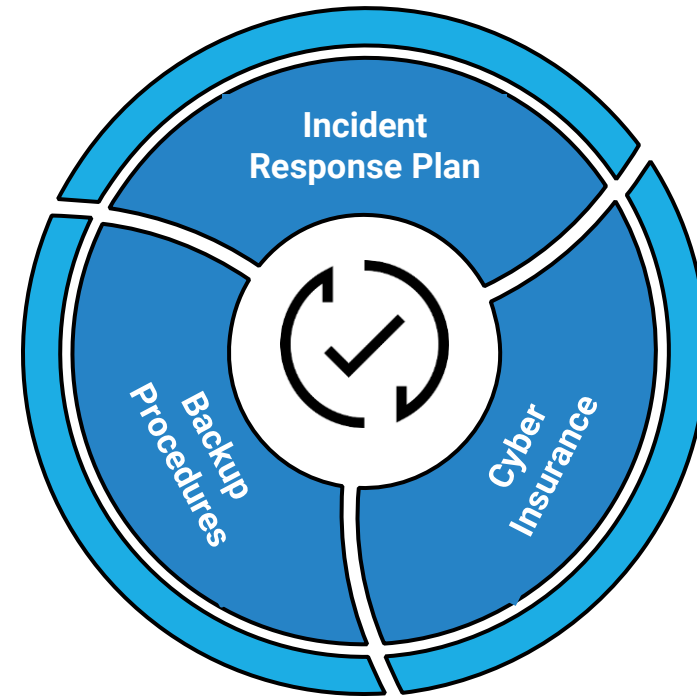 Incident
Response Plan
Cyber
Insurance
Backup
Procedures